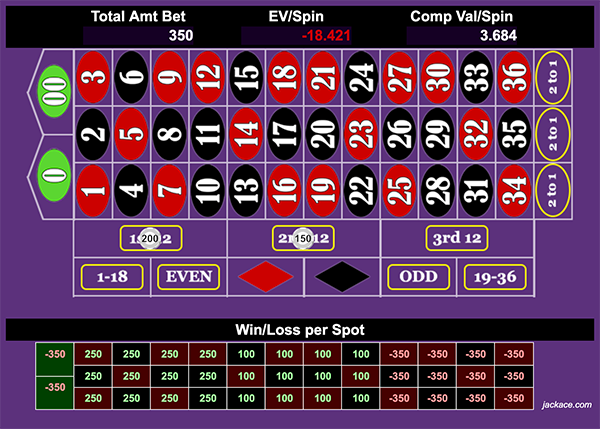 Total Amt Bet EV/Spin Comp Val/Spin
350 -18.421 3.684
00 3 6 9 12 15 18 21 24 27 30 33 36 2 to 1
2 5 8 11 14 17 20 23 26 29 32 35 2 to 1
0 1 4 7 10 13 16 19 22 25 28 31 34 2 to 1
200 150 3rd 12
1-18 EVEN ODD 19-36
Win/Loss per Spot
-350 250 250 250 250 100 100 100 100 -350 -350 -350 -350
250 250 250 250 100 100 100 100 -350 -350 -350 -350
-350 250 250 250 250 100 100 100 100 -350 -350 -350 -350
jackace.com